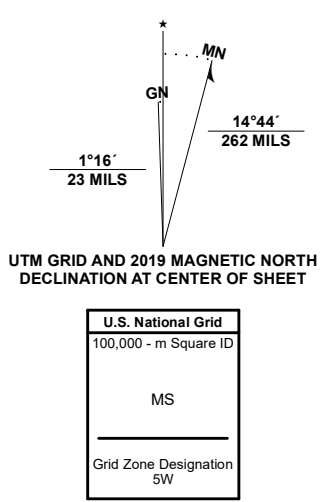 ★
MN
GN
14°44´
262 MILS
1°16´
23 MILS
UTM GRID AND 2019 MAGNETIC NORTH
DECLINATION AT CENTER OF SHEET
U.S. National Grid
100,000 - m Square ID
MS
Grid Zone Designation
5W